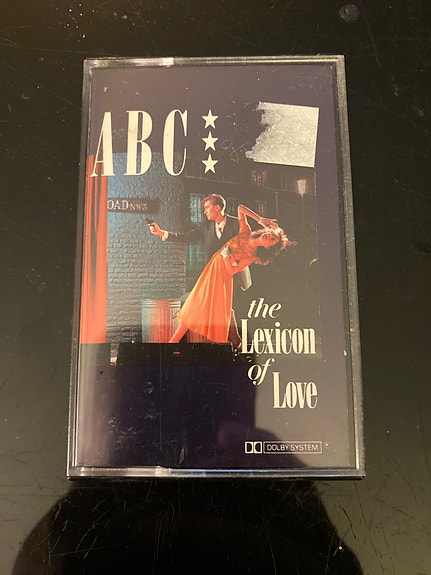 ABC
OAD NW3
the
Lexicon
of
Love
DOLBY SYSTEM